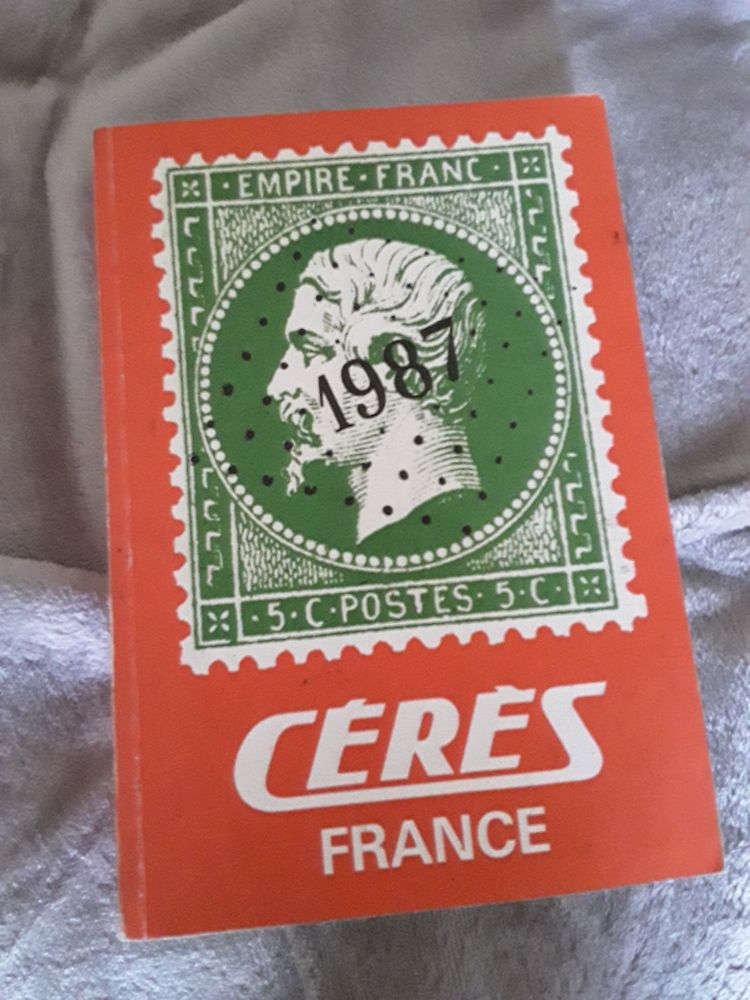 ·EMPIRE·FRANC·
1987
·5·C·POSTES·5·C·
CÉRÈS
FRANCE